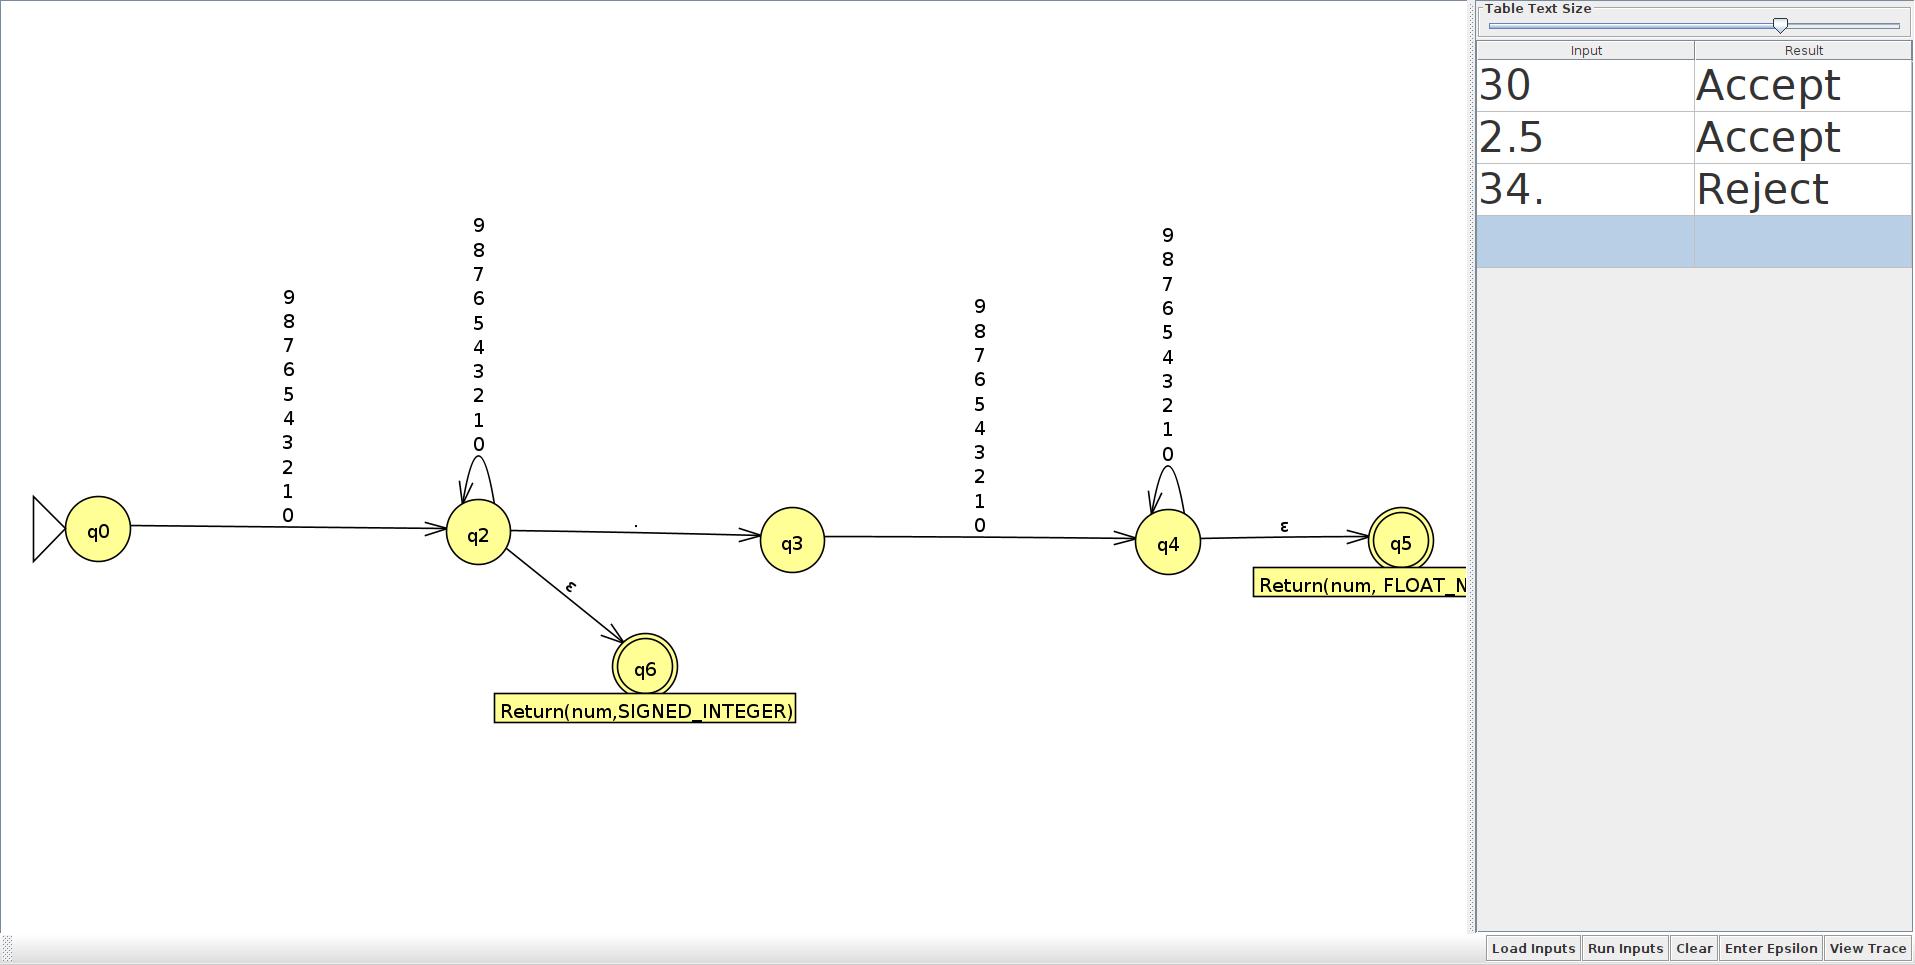 Table Text Size
Input Result
30 Accept
2.5 Accept
34. Reject
9
8
7
6
5
4
3
2
1
0
9
8
7
6
5
4
3
2
1
0
9
8
7
6
5
4
3
2
1
0
9
8
7
6
5
4
3
2
1
0
q0
q2
.
q3
q4
ε
q5
Return(num, FLOAT_N
ε
q6
Return(num,SIGNED_INTEGER)
Load Inputs Run Inputs Clear Enter Epsilon View Trace